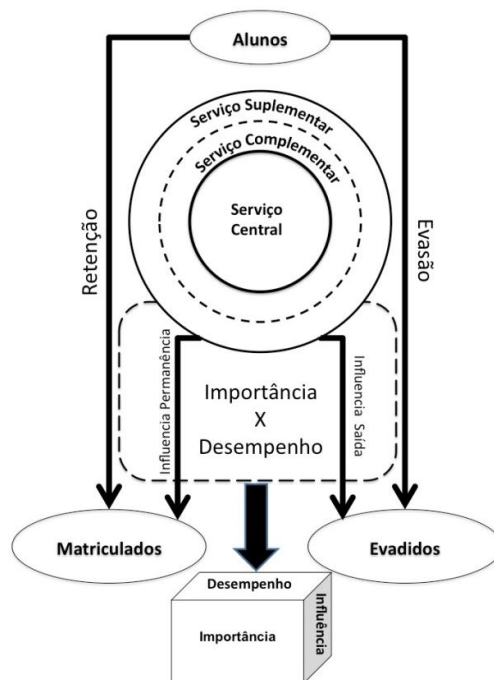 Alunos
Serviço Suplementar
Serviço Complementar
Serviço
Central
Retenção
Evasão
Influencia Permanência
Influencia Saída
Importância
X
Desempenho
Matriculados
Evadidos
Desempenho
Importância
Influência